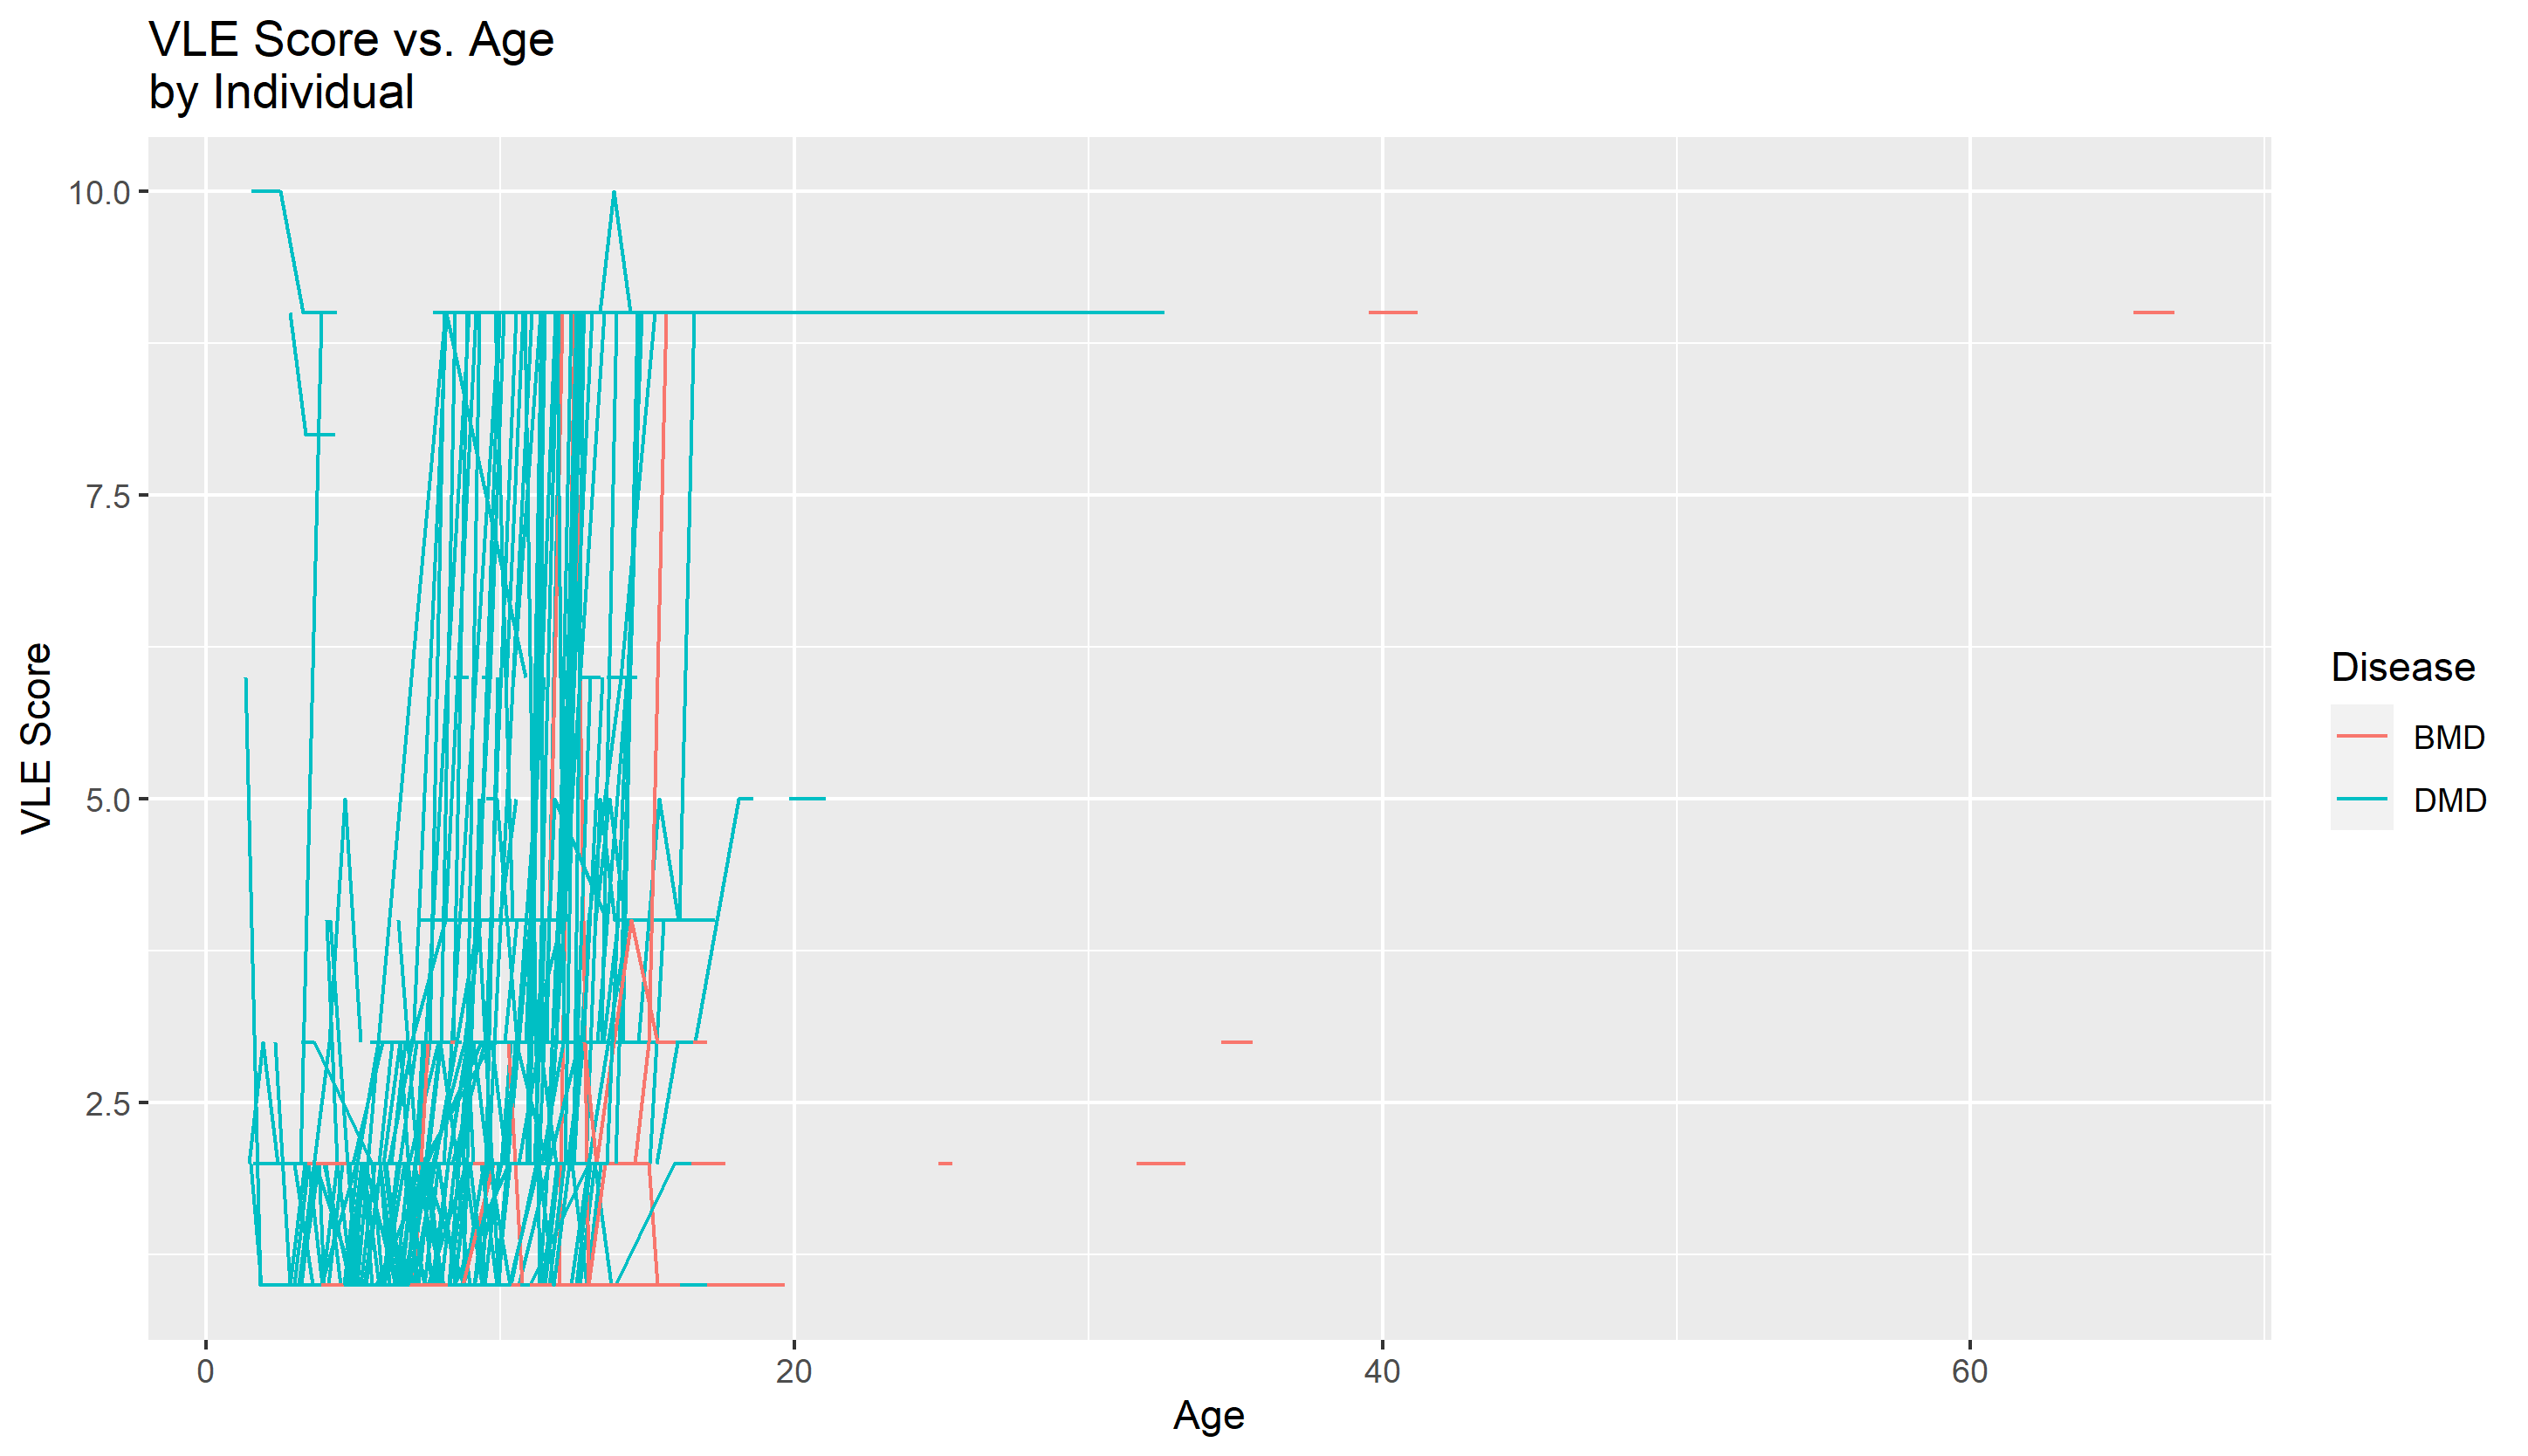 VLE Score vs. Age
by Individual
10.0
7.5
5.0
2.5
VLE Score
0
20
40
60
Age
Disease
BMD
DMD